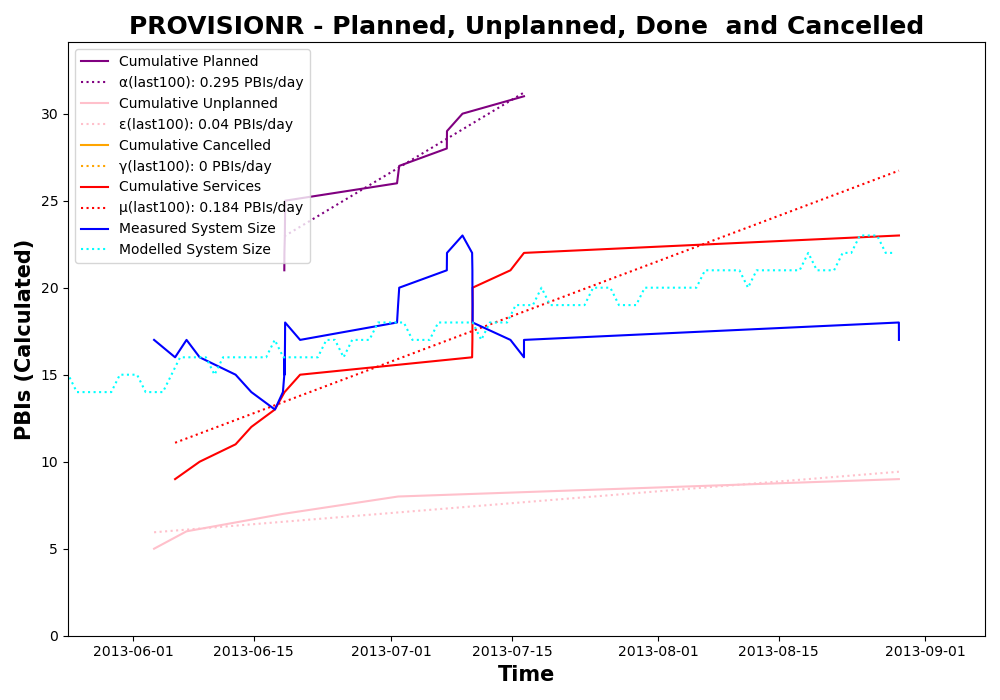 PROVISIONR - Planned, Unplanned, Done  and Cancelled
Cumulative Planned
α(last100): 0.295 PBIs/day
Cumulative Unplanned
ε(last100): 0.04 PBIs/day
Cumulative Cancelled
γ(last100): 0 PBIs/day
Cumulative Services
μ(last100): 0.184 PBIs/day
Measured System Size
Modelled System Size
PBIs (Calculated)
30
25
20
15
10
5
0
2013-06-01 2013-06-15 2013-07-01 2013-07-15 2013-08-01 2013-08-15 2013-09-01
Time